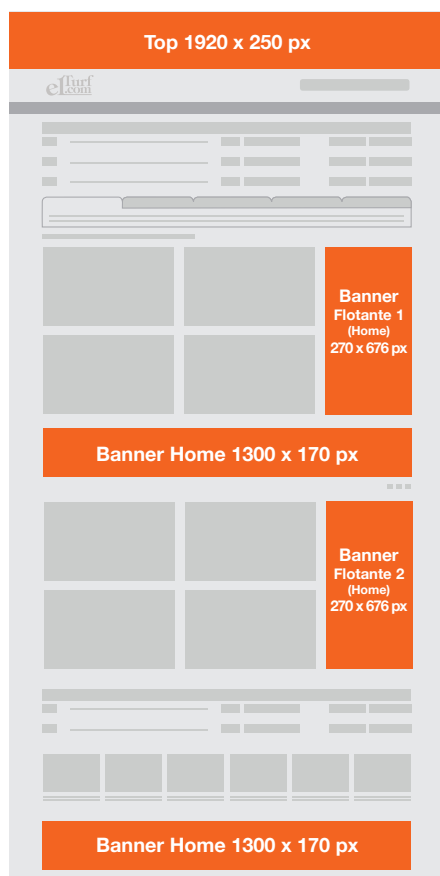 Top 1920 x 250 px
elTurf
.com
Banner
Flotante 1
(Home)
270 x 676 px
Banner Home 1300 x 170 px
Banner
Flotante 2
(Home)
270 x 676 px
Banner Home 1300 x 170 px